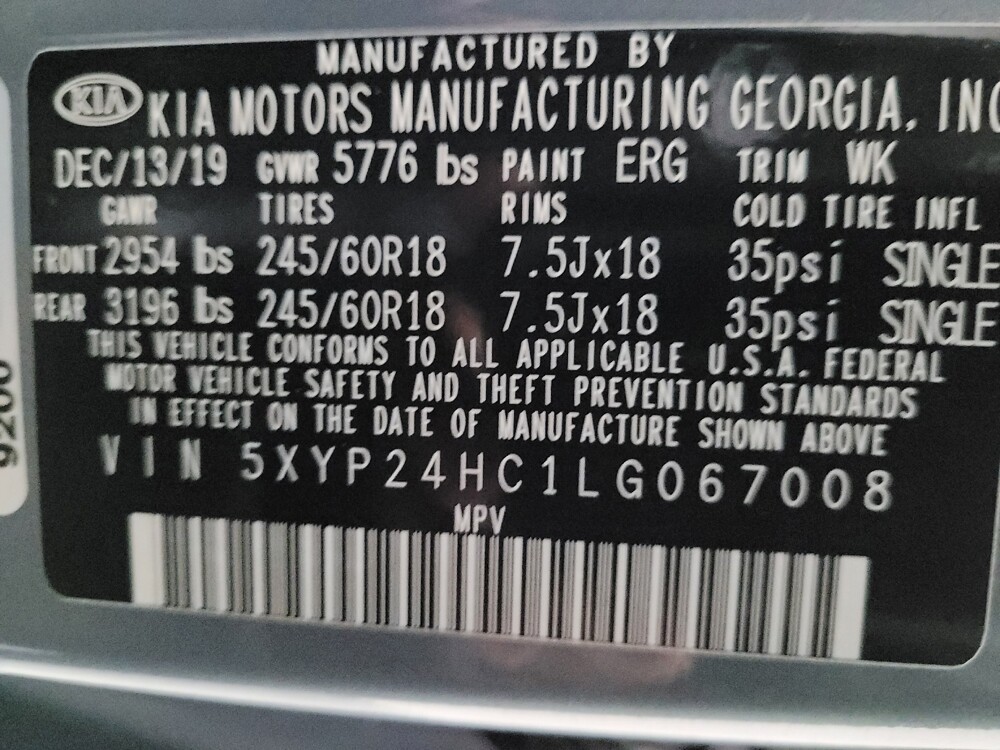 MANUFACTURED BY
KIA KIA MOTORS MANUFACTURING GEORGIA, INC
DEC/13/19 GVWR 5776 lbs PAINT ERG TRIM WK
GAWR TIRES RIMS COLD TIRE INFL
FRONT 2954 lbs 245/60R18 7.5Jx18 35psi SINGLE
REAR 3196 lbs 245/60R18 7.5Jx18 35psi SINGLE
THIS VEHICLE CONFORMS TO ALL APPLICABLE U.S.A. FEDERAL
MOTOR VEHICLE SAFETY AND THEFT PREVENTION STANDARDS
IN EFFECT ON THE DATE OF MANUFACTURE SHOWN ABOVE
VIN 5XYP24HC1LG067008
MPV
9200